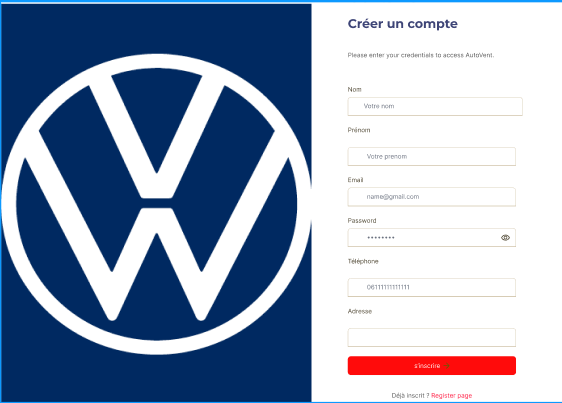 Créer un compte
Please enter your credentials to access AutoVent.
Nom
Votre nom
Prénom
Votre prenom
Email
name@gmail.com
Password
••••••••
Téléphone
06111111111111
Adresse
s'inscrire
Déjà inscrit ? Register page